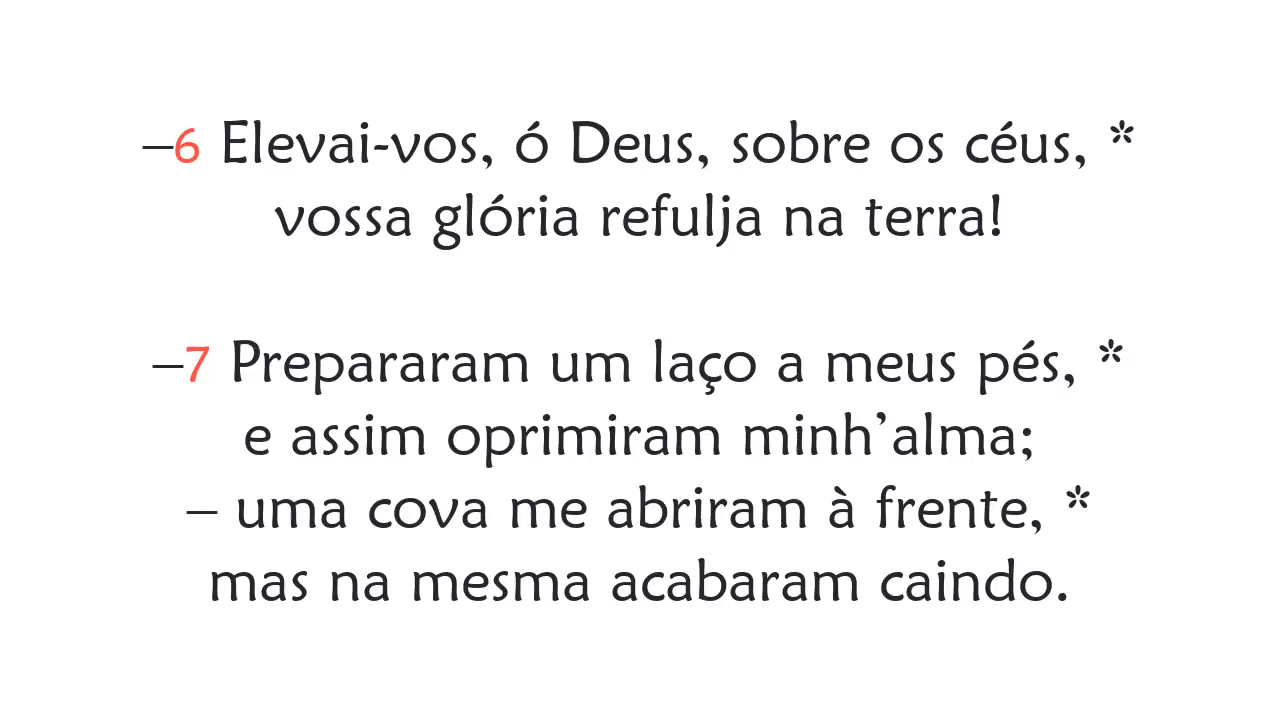 –6 Elevai-vos, ó Deus, sobre os céus, *
vossa glória refulja na terra!
–7 Prepararam um laço a meus pés, *
e assim oprimiram minh’alma;
– uma cova me abriram à frente, *
mas na mesma acabaram caindo.